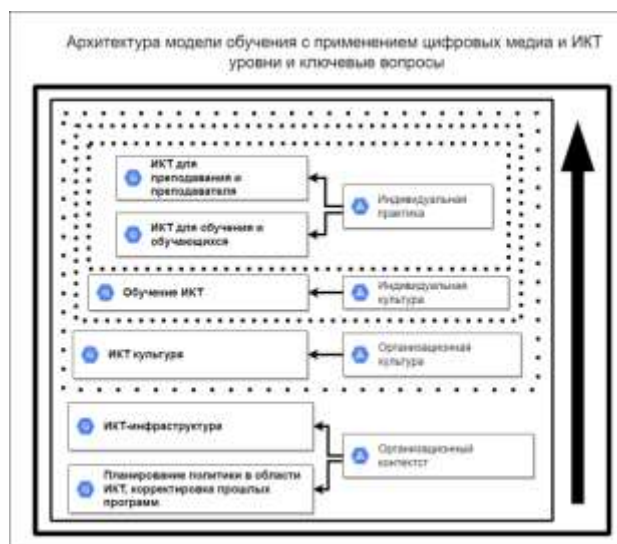 Архитектура модели обучения с применением цифровых медиа и ИКТ
уровни и ключевые вопросы
ИКТ для
преподавания и
преподавателя
Индивидуальная
практика
ИКТ для обучения и
обучающихся
Обучение ИКТ
Индивидуальная
культура
ИКТ культура
Организационная
культура
ИКТ-инфраструктура
Организационный
контекстт
Планирование политики в области
ИКТ, корректировка прошлых
программ